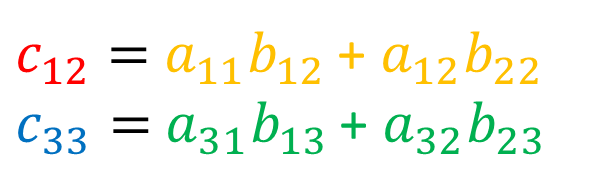 c₁₂ = a₁₁b₁₂ + a₁₂b₂₂
c₃₃ = a₃₁b₁₃ + a₃₂b₂₃